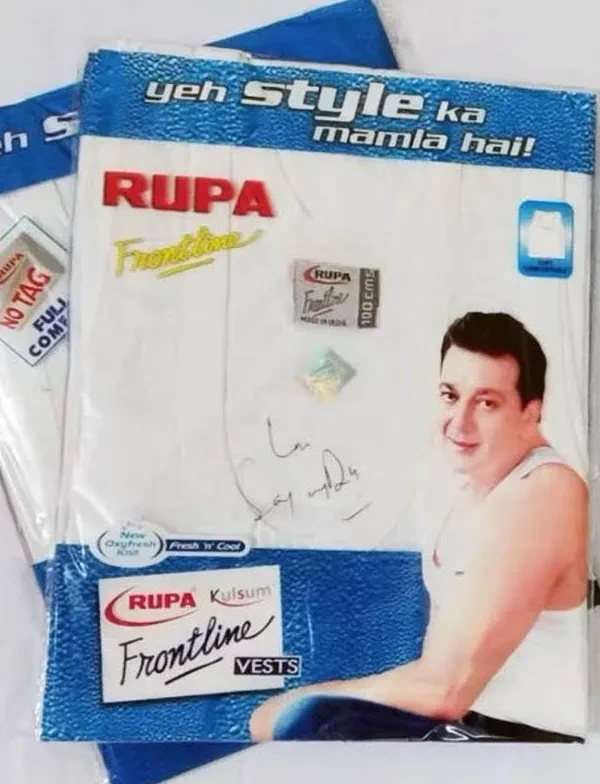 yeh style ka
mamla hai!
RUPA
Frontline
RUPA
Frontline
MADE IN INDIA
100 cms
NO TAG
FULL
COM
New
Oxyfresh
Knit
Fresh 'n' Cool
RUPA Kulsum
Frontline
VESTS